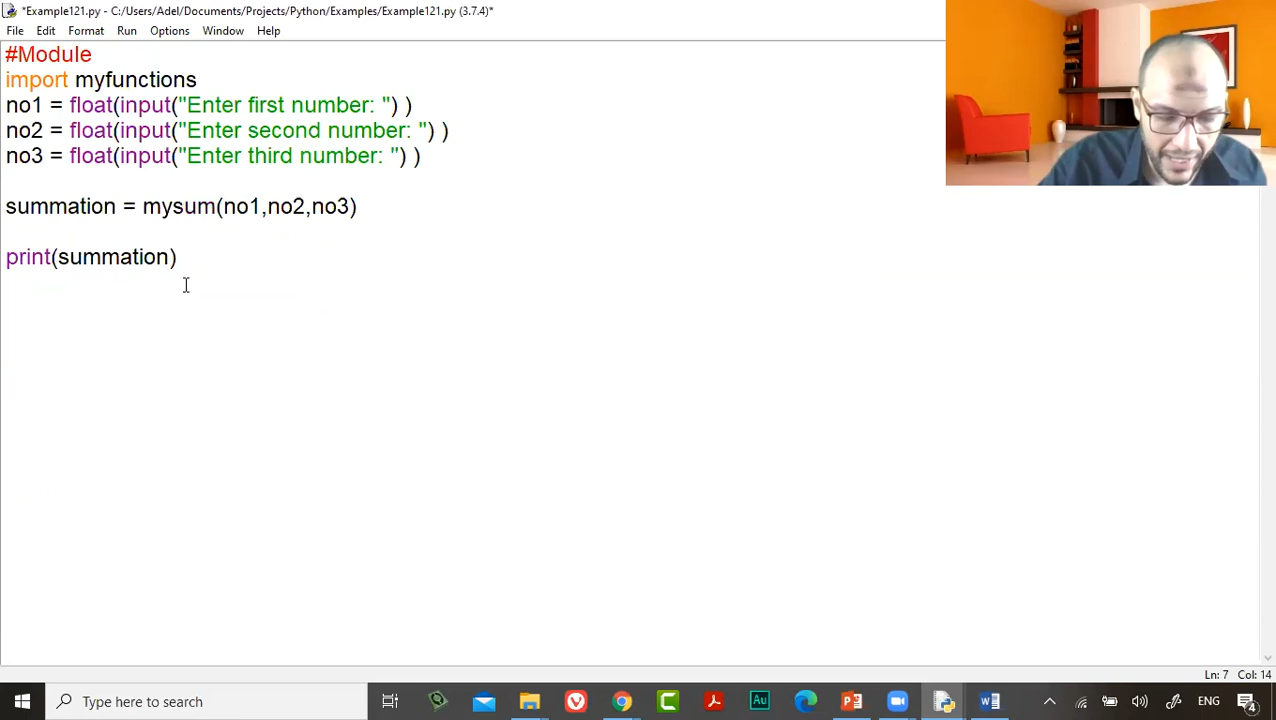 *Example121.py - C:/Users/Adel/Documents/Projects/Python/Examples/Example121.py (3.7.4)*
File Edit Format Run Options Window Help
#Module
import myfunctions
no1 = float(input("Enter first number: ") )
no2 = float(input("Enter second number: ") )
no3 = float(input("Enter third number: ") )
summation = mysum(no1,no2,no3)
print(summation)
Ln: 7 Col: 14
Type here to search
Au
ENG
4